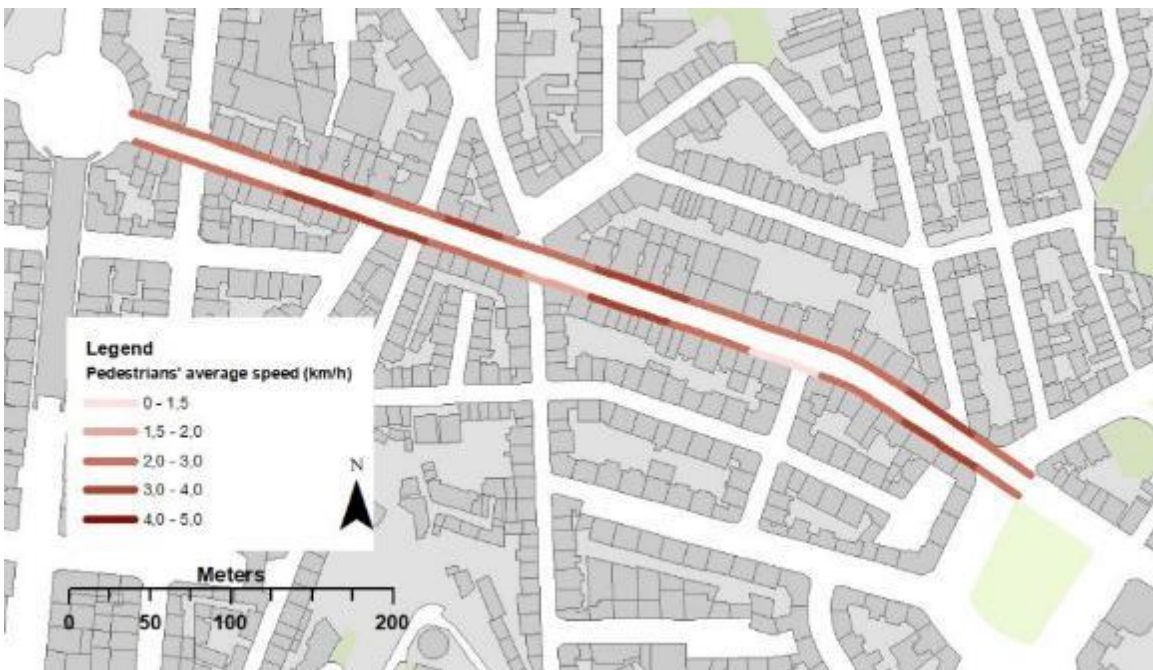 Legend
Pedestrians' average speed (km/h)
0 - 1,5
1,5 - 2,0
2,0 - 3,0
3,0 - 4,0
4,0 - 5,0
N
Meters
0 50 100 200